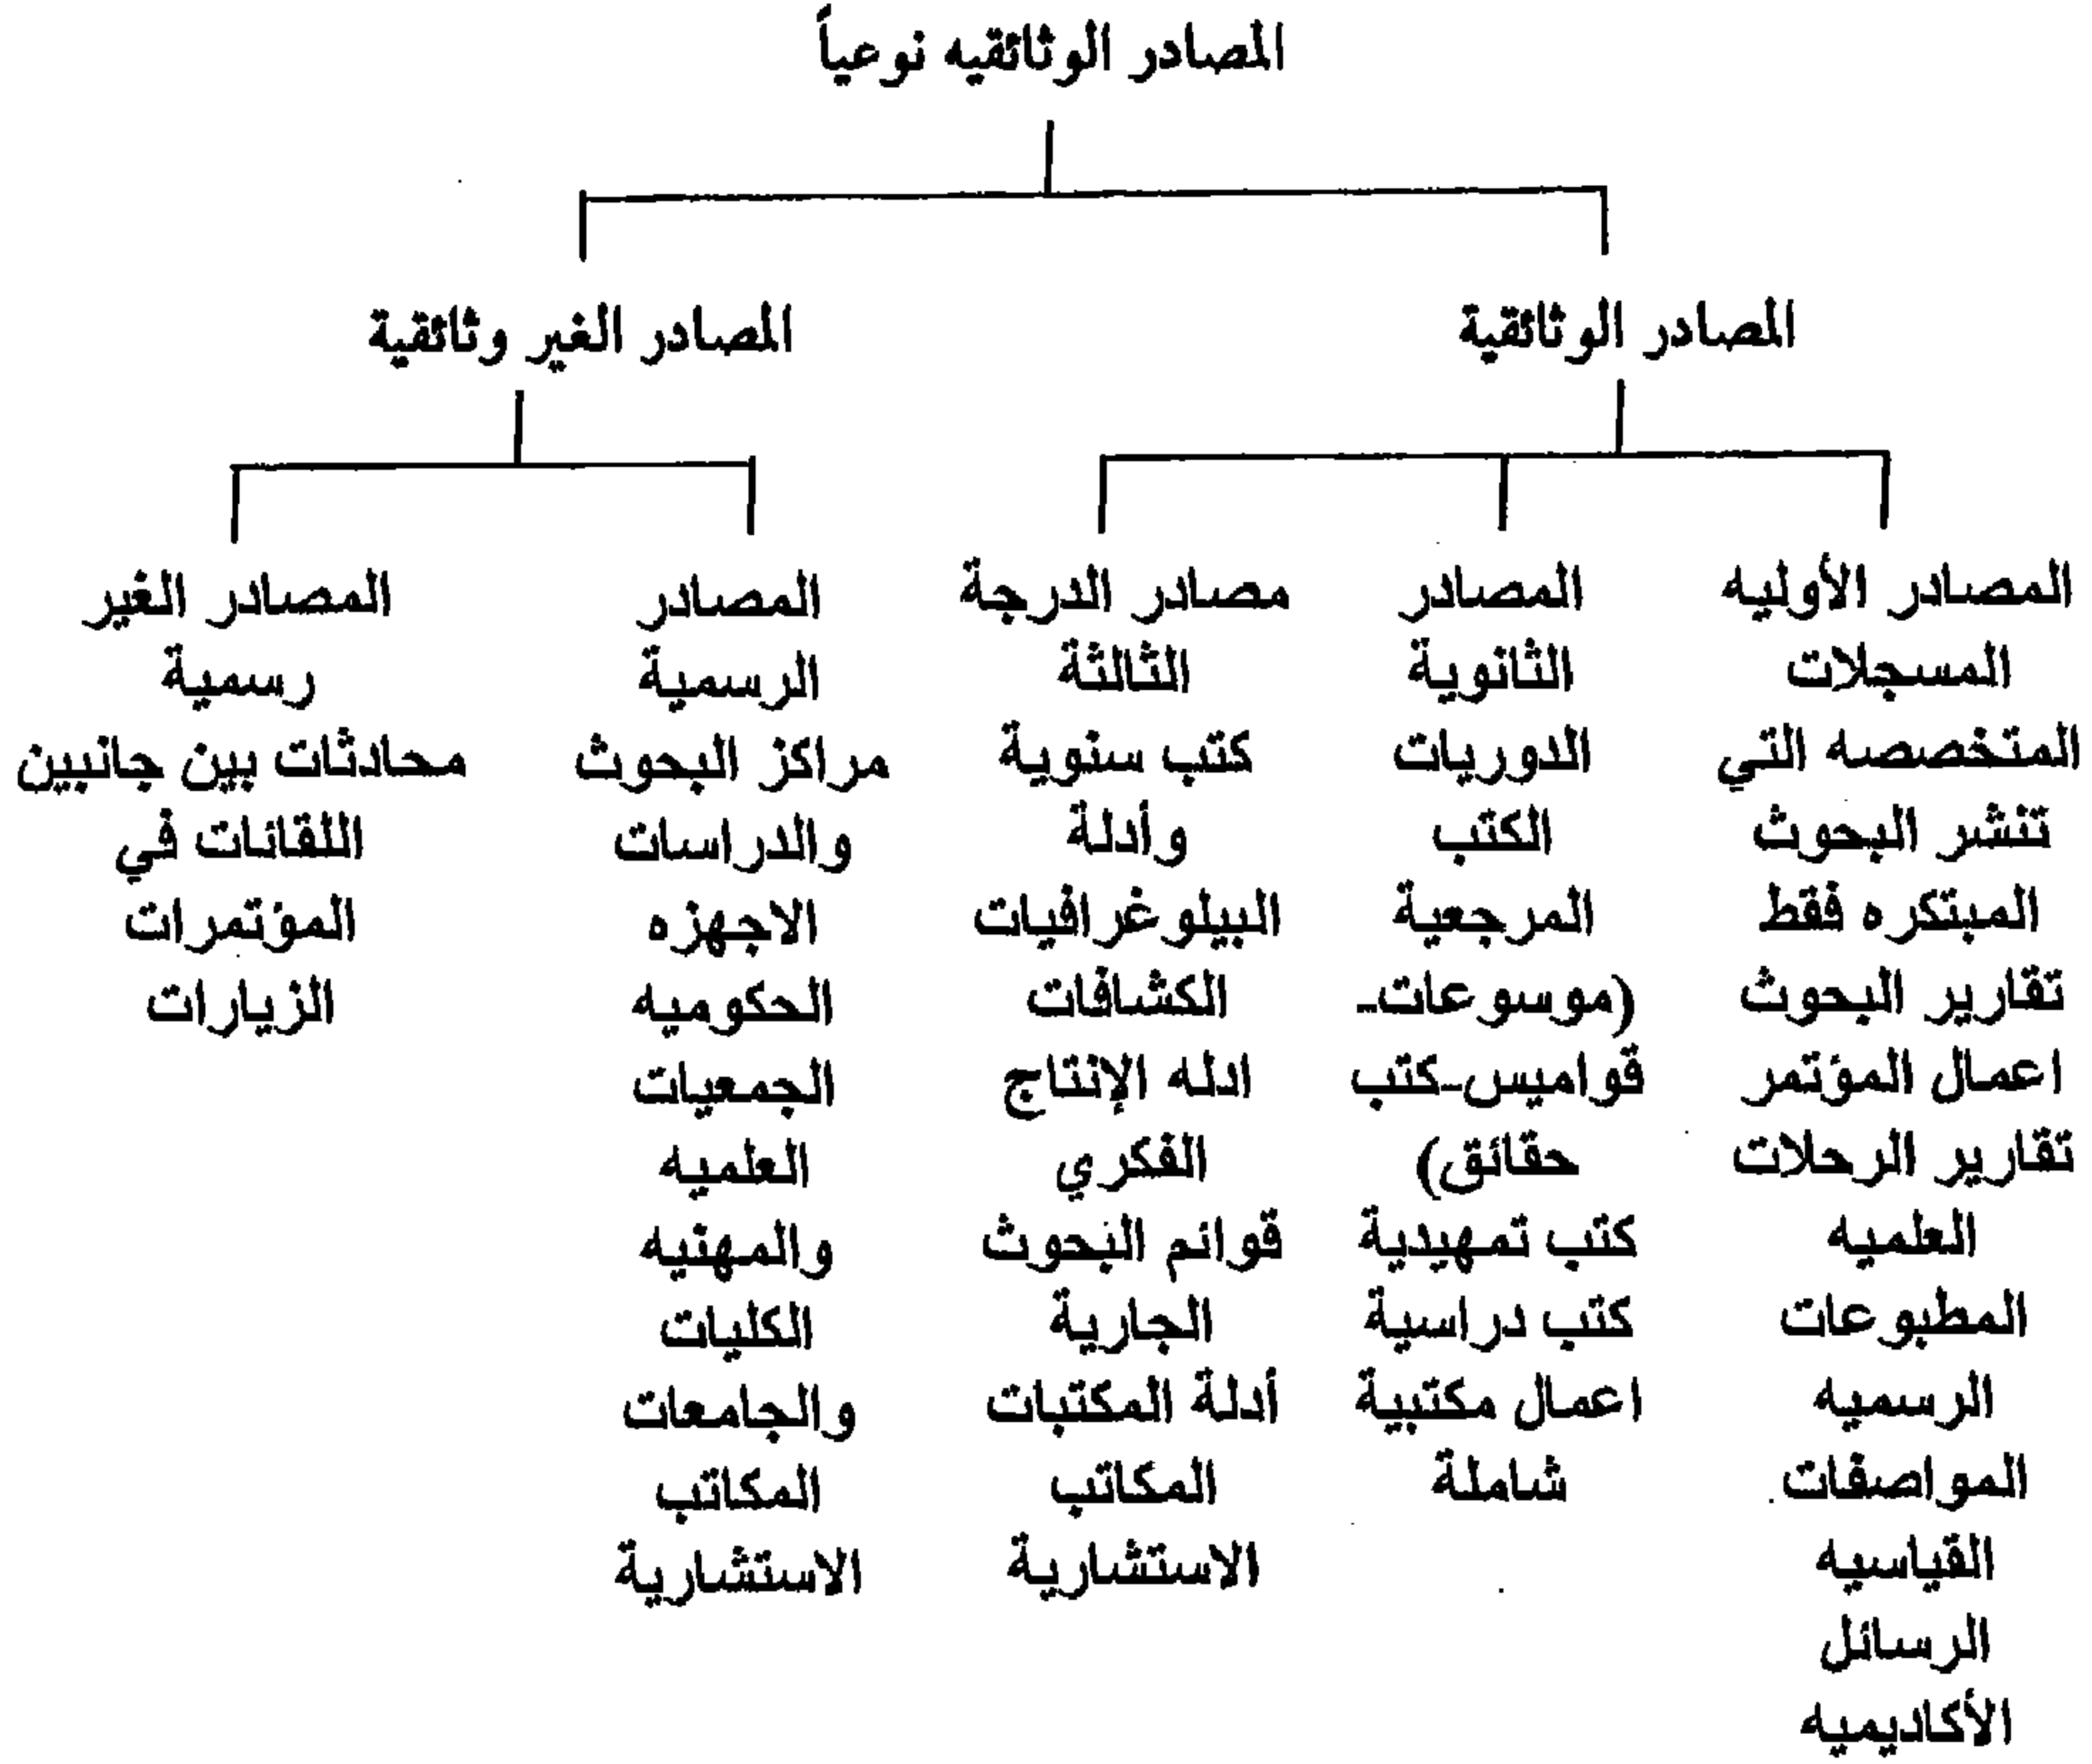 المصادر الوثائقيه نوعياً
المصادر الوثائقية
المصادر الغير وثائقية
المصادر الأوليه
المسجلات
المتخصصه التي
تنشر البحوث
المبتكره فقط
تقارير البحوث
اعمال المؤتمر
تقارير الرحلات
العلميه
المطبوعات
الرسميه
المواصفات
القياسيه
الرسائل
الأكاديميه
المصادر
الثانوية
الدوريات
الكتب
المرجعية
(موسوعات-
قواميس-كتب
حقائق)
كتب تمهيدية
كتب دراسية
اعمال مكتبية
شاملة
مصادر الدرجة
الثالثة
كتب سنوية
وأدلة
البيلوغرافيات
الكشافات
ادله الإنتاج
الفكري
قوائم البحوث
الجارية
أدلة المكتبات
المكاتب
الاستشارية
المصادر
الرسمية
مراكز البحوث
والدراسات
الاجهزه
الحكوميه
الجمعيات
العلميه
والمهنيه
الكليات
والجامعات
المكاتب
الاستشارية
المصادر الغير
رسمية
محادثات بين جانبين
اللقائات في
المؤتمرات
الزيارات